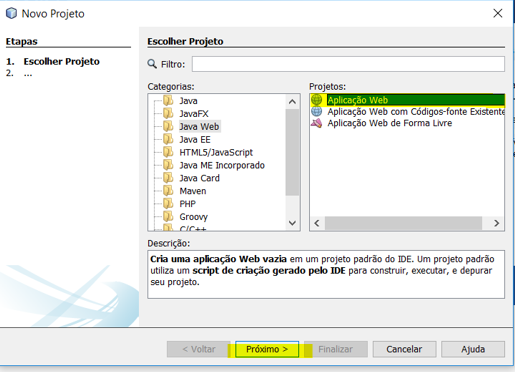 Novo Projeto
Etapas
1. Escolher Projeto
2. ...
Escolher Projeto
Filtro:
Categorias:
Java
JavaFX
Java Web
Java EE
HTML5/JavaScript
Java ME Incorporado
Java Card
Maven
PHP
Groovy
C/C++
Projetos:
Aplicação Web
Aplicação Web com Códigos-fonte Existente
Aplicação Web de Forma Livre
Descrição:
Cria uma aplicação Web vazia em um projeto padrão do IDE. Um projeto padrão
utiliza um script de criação gerado pelo IDE para construir, executar, e depurar
seu projeto.
< Voltar
Próximo >
Finalizar
Cancelar
Ajuda